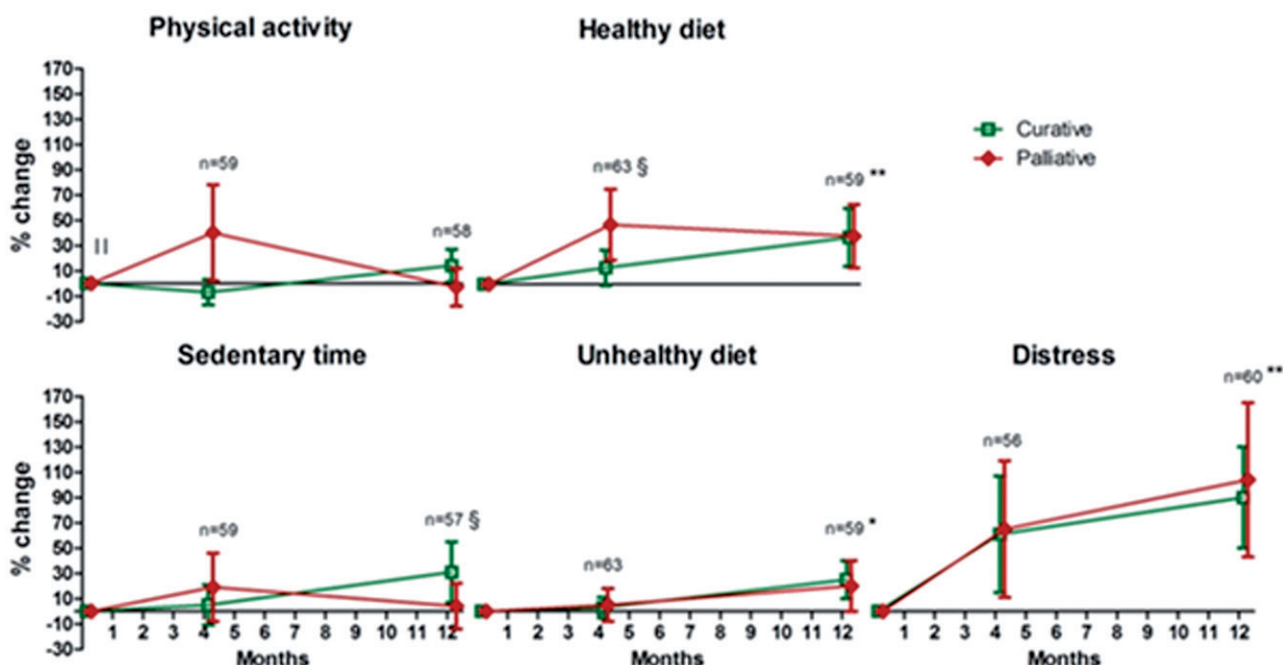 Physical activity
Healthy diet
170
150
130
110
90
70
50
30
10
-10
-30
% change
||
n=59
n=58
n=63 §
n=59 **
Curative
Palliative
Sedentary time
Unhealthy diet
Distress
170
150
130
110
90
70
50
30
10
-10
-30
% change
n=59
n=57 §
n=63
n=59 *
n=56
n=60 **
1 2 3 4 5 6 7 8 9 10 11 12
1 2 3 4 5 6 7 8 9 10 11 12
1 2 3 4 5 6 7 8 9 10 11 12
Months
Months
Months